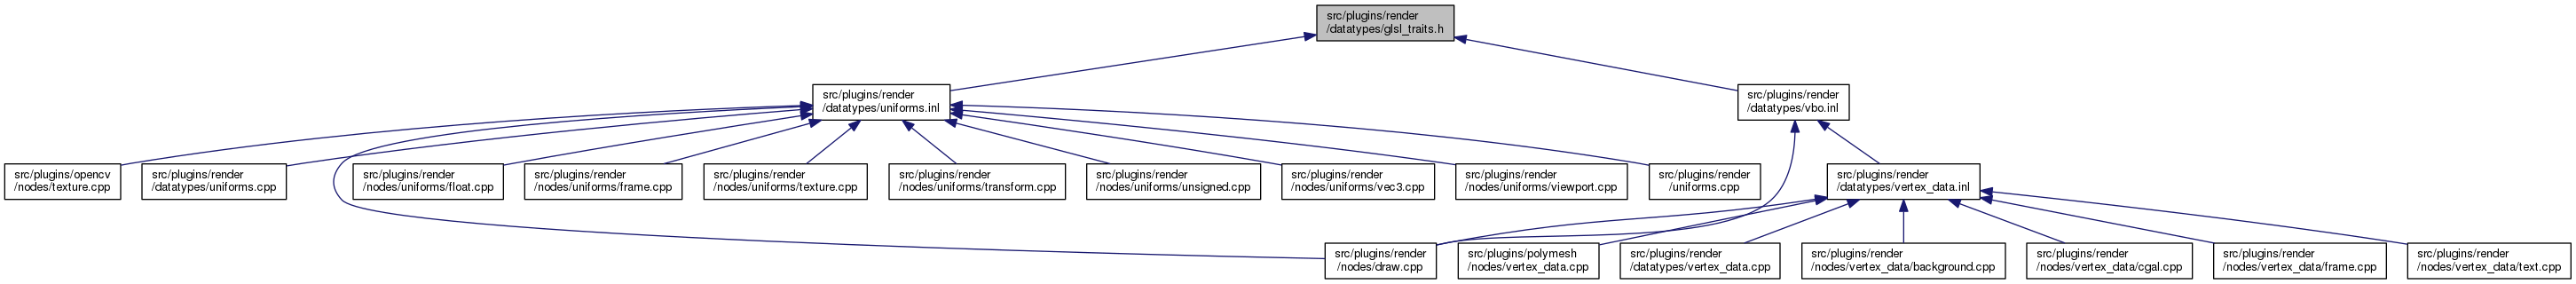 src/plugins/render
/datatypes/glsl_traits.h
src/plugins/render
/datatypes/uniforms.inl
src/plugins/render
/datatypes/vbo.inl
src/plugins/opencv
/nodes/texture.cpp
src/plugins/render
/datatypes/uniforms.cpp
src/plugins/render
/nodes/uniforms/float.cpp
src/plugins/render
/nodes/uniforms/frame.cpp
src/plugins/render
/nodes/uniforms/texture.cpp
src/plugins/render
/nodes/uniforms/transform.cpp
src/plugins/render
/nodes/uniforms/unsigned.cpp
src/plugins/render
/nodes/uniforms/vec3.cpp
src/plugins/render
/nodes/uniforms/viewport.cpp
src/plugins/render
/uniforms.cpp
src/plugins/render
/datatypes/vertex_data.inl
src/plugins/render
/nodes/draw.cpp
src/plugins/polymesh
/nodes/vertex_data.cpp
src/plugins/render
/datatypes/vertex_data.cpp
src/plugins/render
/nodes/vertex_data/background.cpp
src/plugins/render
/nodes/vertex_data/cgal.cpp
src/plugins/render
/nodes/vertex_data/frame.cpp
src/plugins/render
/nodes/vertex_data/text.cpp